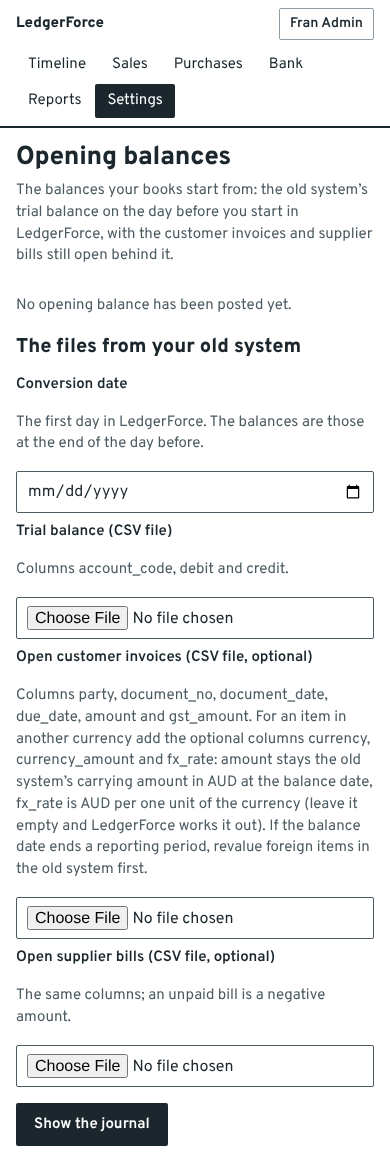 LedgerForce
Fran Admin
Timeline Sales Purchases Bank
Reports Settings
Opening balances
The balances your books start from: the old system’s
trial balance on the day before you start in
LedgerForce, with the customer invoices and supplier
bills still open behind it.
No opening balance has been posted yet.
The files from your old system
Conversion date
The first day in LedgerForce. The balances are those
at the end of the day before.
mm/dd/yyyy
Trial balance (CSV file)
Columns account_code, debit and credit.
Choose File No file chosen
Open customer invoices (CSV file, optional)
Columns party, document_no, document_date,
due_date, amount and gst_amount. For an item in
another currency add the optional columns currency,
currency_amount and fx_rate: amount stays the old
system’s carrying amount in AUD at the balance date,
fx_rate is AUD per one unit of the currency (leave it
empty and LedgerForce works it out). If the balance
date ends a reporting period, revalue foreign items in
the old system first.
Choose File No file chosen
Open supplier bills (CSV file, optional)
The same columns; an unpaid bill is a negative
amount.
Choose File No file chosen
Show the journal